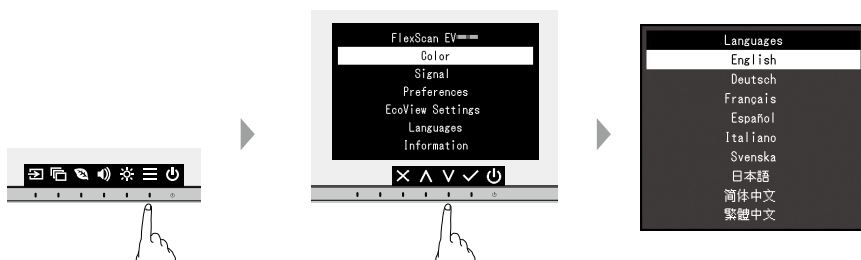 FlexScan EV
Color
Signal
Preferences
EcoView Settings
Languages
Information
Languages
English
Deutsch
Français
Español
Italiano
Svenska
日本語
简体中文
繁體中文